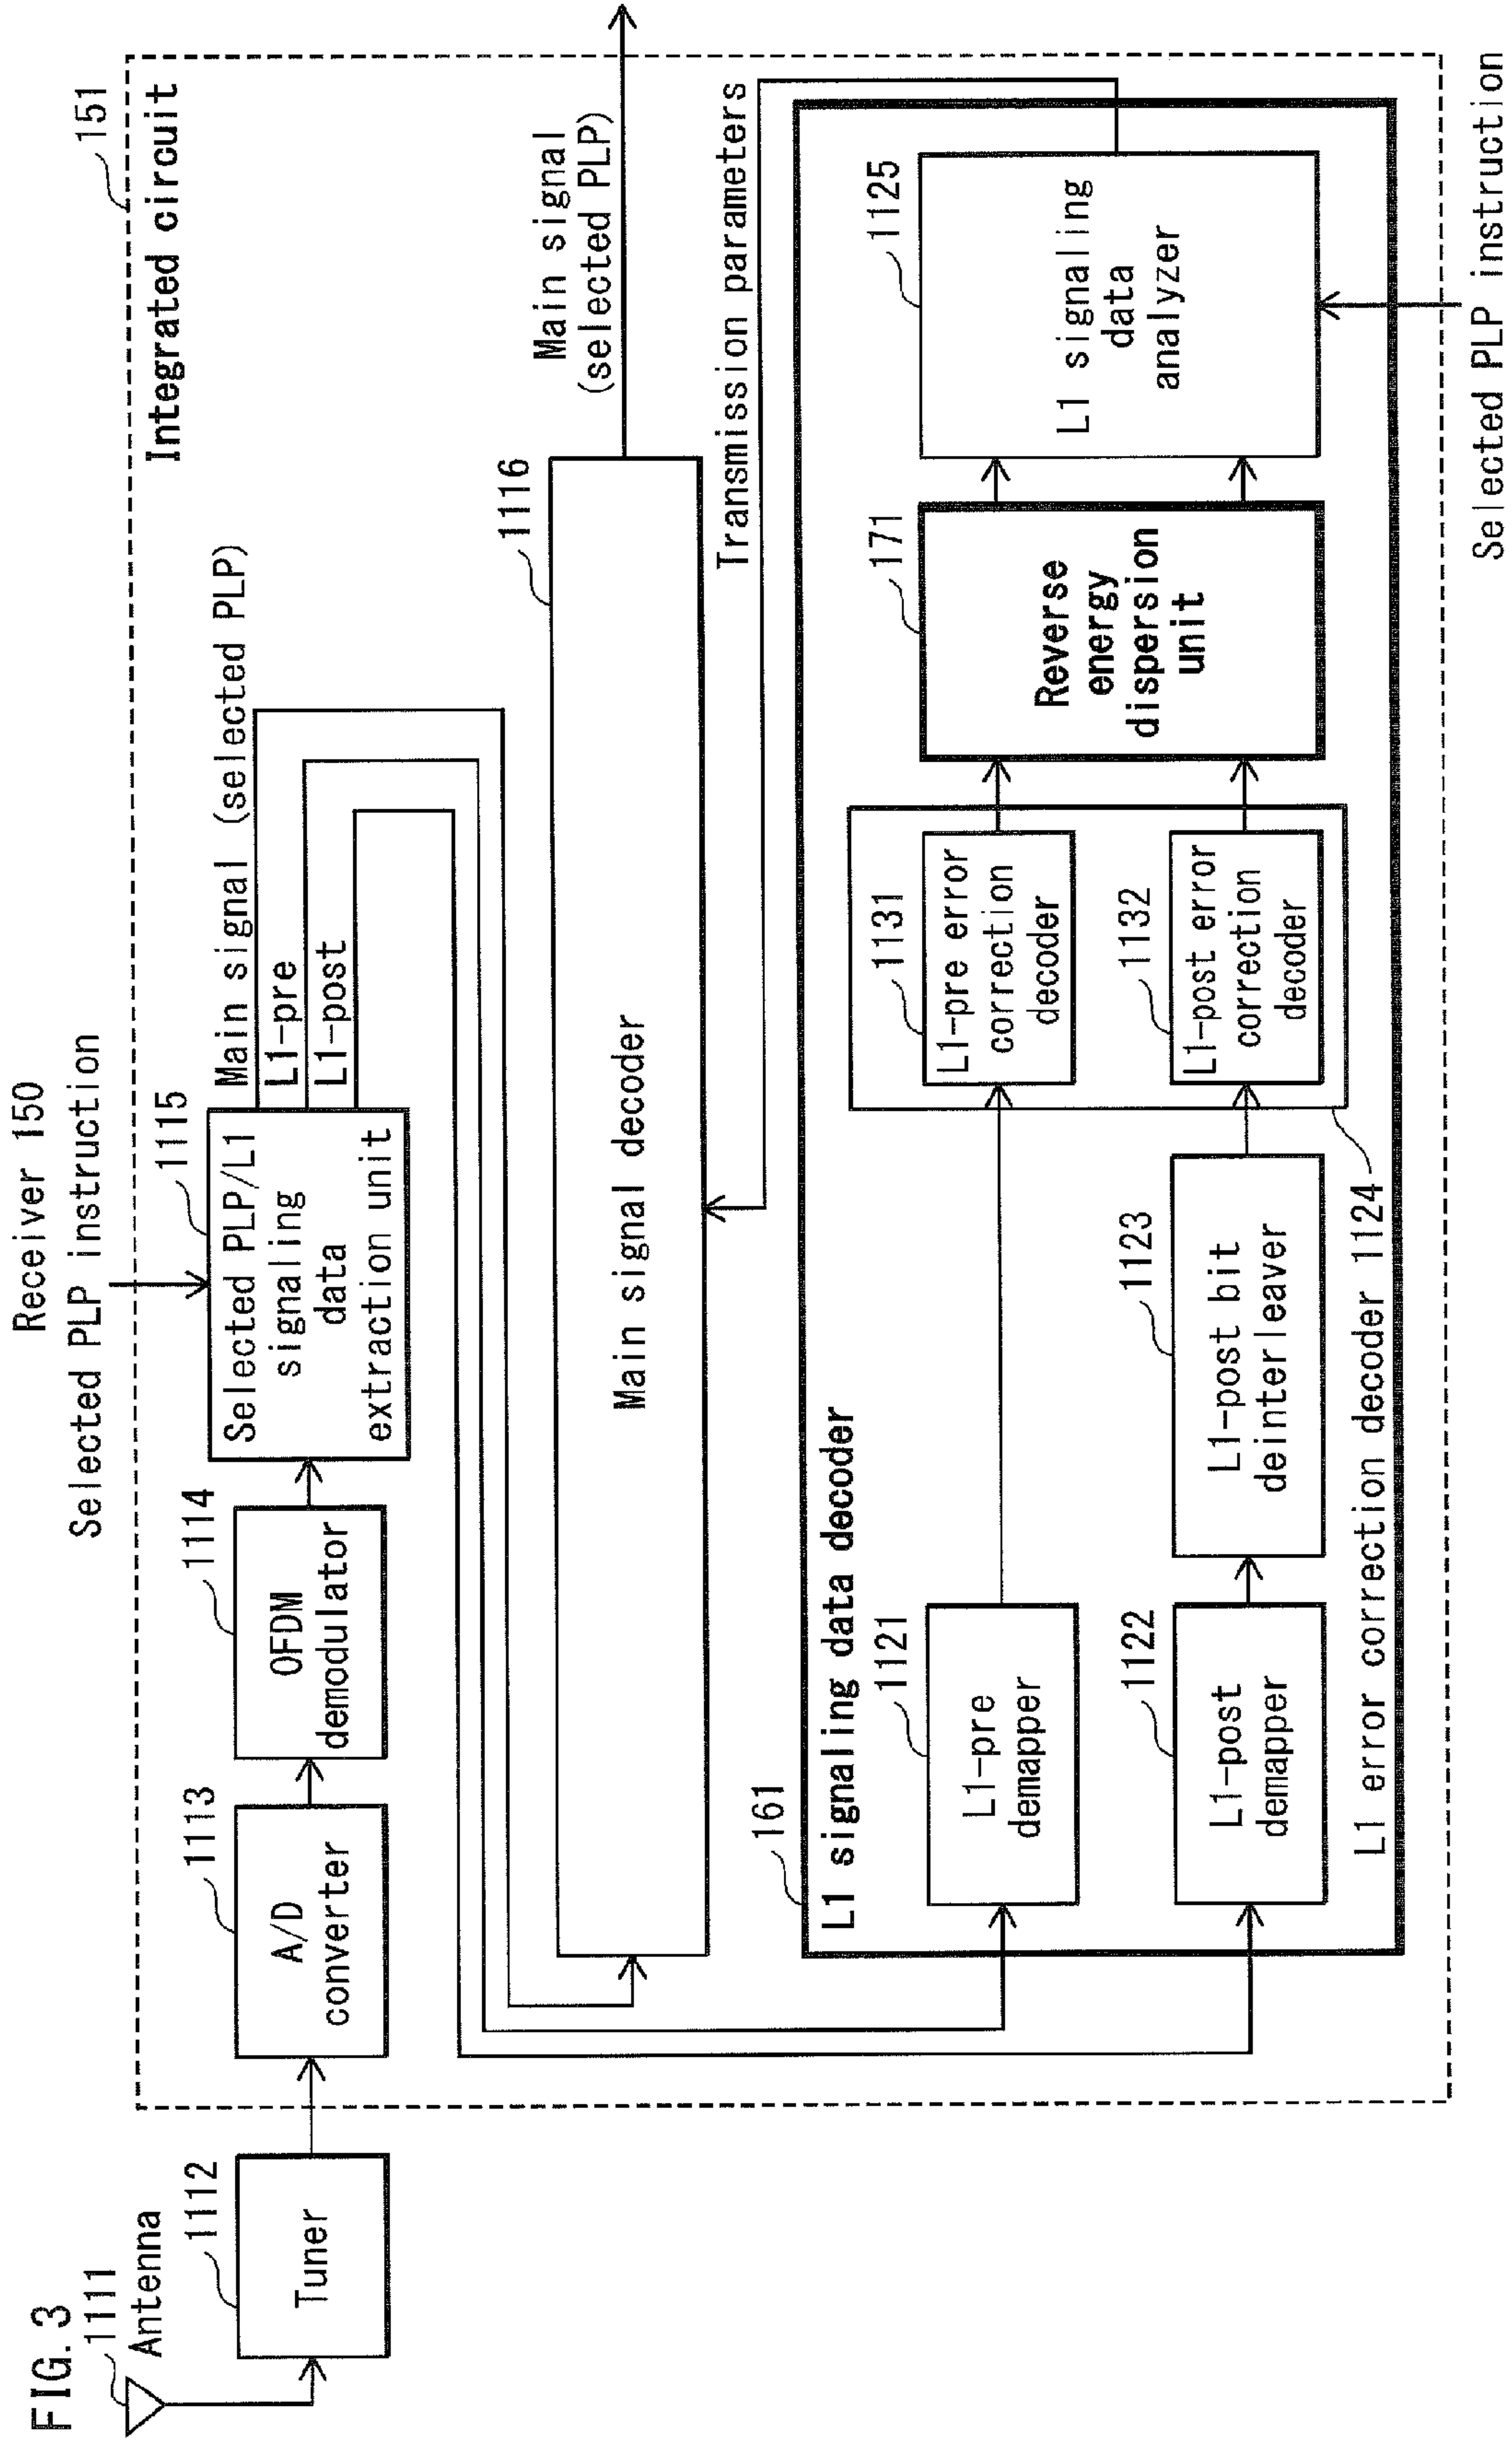 FIG. 3
Receiver 150
1111
Antenna
1112
Tuner
151
Integrated circuit
1113
A/D
converter
1114
OFDM
demodulator
Selected PLP instruction
1115
Selected PLP/L1
signaling
data
extraction unit
Main signal (selected PLP)
L1-pre
L1-post
1116
Main signal decoder
Main signal
(selected PLP)
Transmission parameters
161
L1 signaling data decoder
1121
L1-pre
demapper
1131
L1-pre error
correction
decoder
171
Reverse
energy
dispersion
unit
1125
L1 signaling
data
analyzer
1122
L1-post
demapper
1123
L1-post bit
deinterleaver
1132
L1-post error
correction
decoder
L1 error correction decoder 1124
Selected PLP instruction